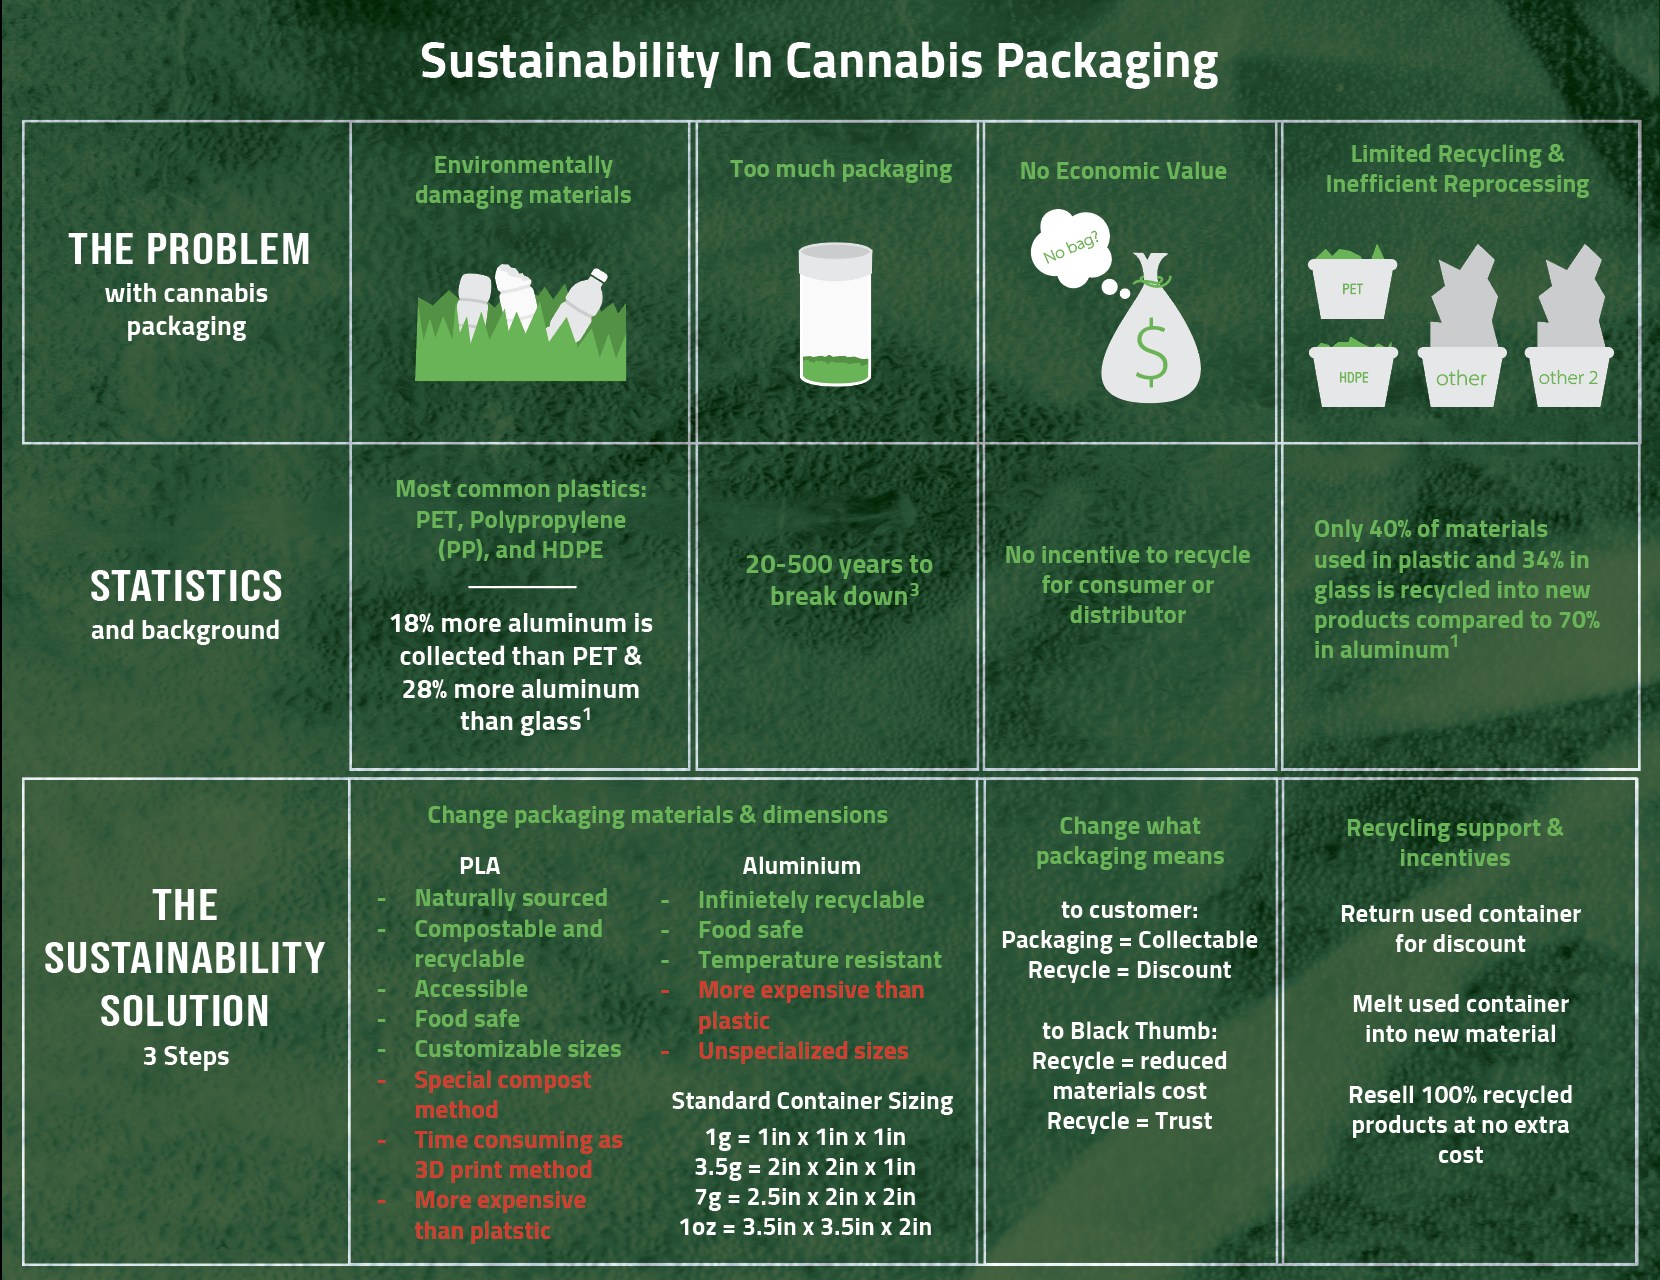 Sustainability In Cannabis Packaging
THE PROBLEM
with cannabis
packaging
Environmentally
damaging materials
Too much packaging
No Economic Value
No bag?
$
Limited Recycling &
Inefficient Reprocessing
PET
HDPE
other
other 2
STATISTICS
and background
Most common plastics:
PET, Polypropylene
(PP), and HDPE
18% more aluminum is
collected than PET &
28% more aluminum
than glass1
20-500 years to
break down3
No incentive to recycle
for consumer or
distributor
Only 40% of materials
used in plastic and 34% in
glass is recycled into new
products compared to 70%
in aluminum1
THE
SUSTAINABILITY
SOLUTION
3 Steps
Change packaging materials & dimensions
PLA
- Naturally sourced
- Compostable and
recyclable
- Accessible
- Food safe
- Customizable sizes
- Special compost
method
- Time consuming as
3D print method
- More expensive
than platstic
Aluminium
- Infinietely recyclable
- Food safe
- Temperature resistant
- More expensive than
plastic
- Unspecialized sizes
Standard Container Sizing
1g = 1in x 1in x 1in
3.5g = 2in x 2in x 1in
7g = 2.5in x 2in x 2in
1oz = 3.5in x 3.5in x 2in
Change what
packaging means
to customer:
Packaging = Collectable
Recycle = Discount
to Black Thumb:
Recycle = reduced
materials cost
Recycle = Trust
Recycling support &
incentives
Return used container
for discount
Melt used container
into new material
Resell 100% recycled
products at no extra
cost